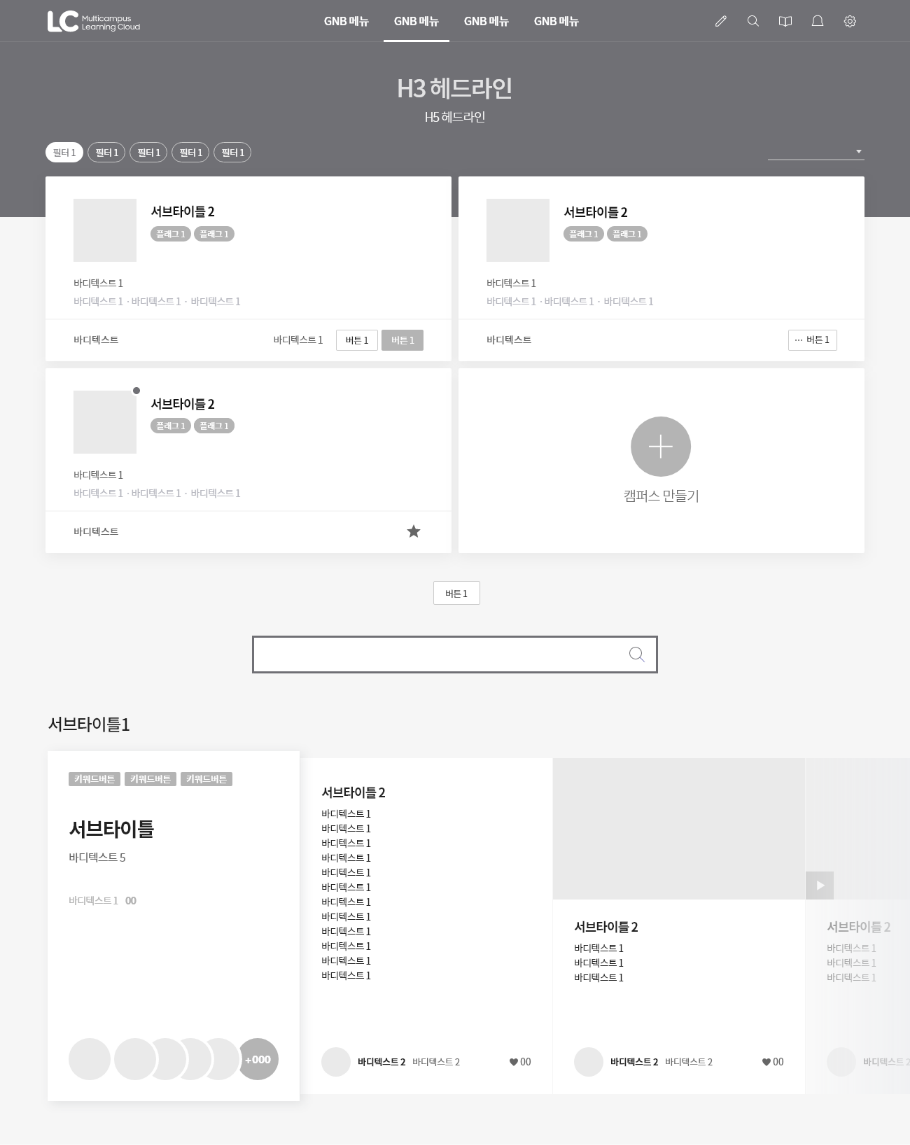 LC Multicampus
Learning Cloud
GNB 메뉴 GNB 메뉴 GNB 메뉴 GNB 메뉴
H3 헤드라인
H5 헤드라인
필터 1 필터 1 필터 1 필터 1 필터 1
서브타이틀 2
플래그 1 플래그 1
바디텍스트 1
바디텍스트 1 · 바디텍스트 1 · 바디텍스트 1
바디텍스트 바디텍스트 1 버튼 1 버튼 1
서브타이틀 2
플래그 1 플래그 1
바디텍스트 1
바디텍스트 1 · 바디텍스트 1 · 바디텍스트 1
바디텍스트 ··· 버튼 1
서브타이틀 2
플래그 1 플래그 1
바디텍스트 1
바디텍스트 1 · 바디텍스트 1 · 바디텍스트 1
바디텍스트
캠퍼스 만들기
버튼 1
서브타이틀1
키워드버튼 키워드버튼 키워드버튼
서브타이틀
바디텍스트 5
바디텍스트 1 00
+000
서브타이틀 2
바디텍스트 1
바디텍스트 1
바디텍스트 1
바디텍스트 1
바디텍스트 1
바디텍스트 1
바디텍스트 1
바디텍스트 1
바디텍스트 1
바디텍스트 1
바디텍스트 1
바디텍스트 1
바디텍스트 2 바디텍스트 2 00
서브타이틀 2
바디텍스트 1
바디텍스트 1
바디텍스트 1
바디텍스트 2 바디텍스트 2 00
서브타이틀 2
바디텍스트 1
바디텍스트 1
바디텍스트 1
바디텍스트 2